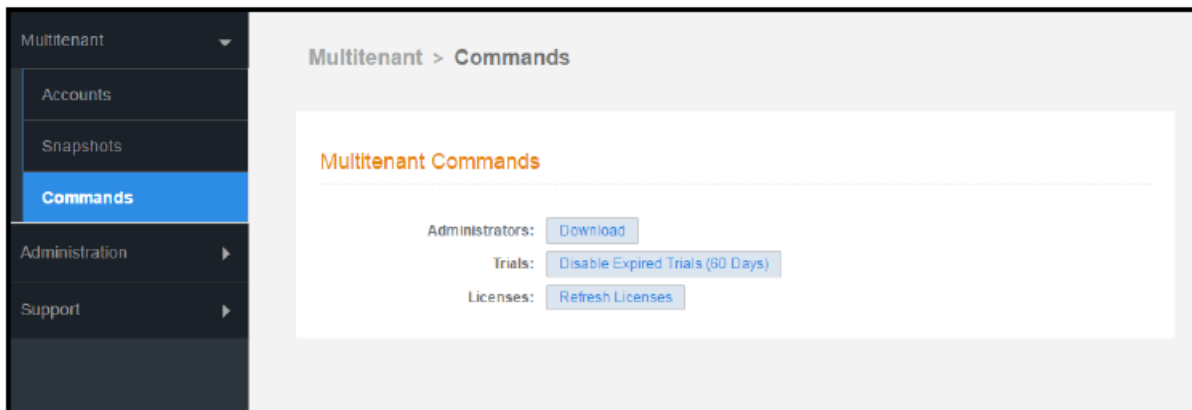 Multitenant
Accounts
Snapshots
Commands
Administration
Support
Multitenant > Commands
Multitenant Commands
Administrators: Download
Trials: Disable Expired Trials (60 Days)
Licenses: Refresh Licenses